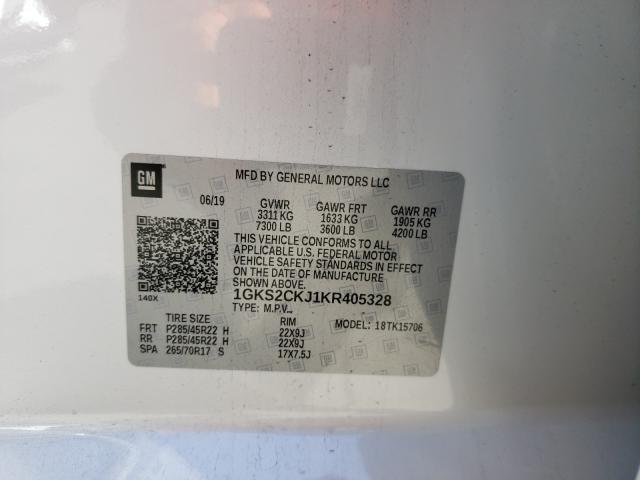 GM
MFD BY GENERAL MOTORS LLC
06/19
GVWR GAWR FRT GAWR RR
3311 KG 1633 KG 1905 KG
7300 LB 3600 LB 4200 LB
THIS VEHICLE CONFORMS TO ALL
APPLICABLE U.S. FEDERAL MOTOR
VEHICLE SAFETY STANDARDS IN EFFECT
ON THE DATE OF MANUFACTURE
SHOWN ABOVE.
140X
1GKS2CKJ1KR405328
TYPE: M.P.V.
TIRE SIZE RIM MODEL: 18TK15706
FRT P285/45R22 H 22X9J
RR P285/45R22 H 22X9J
SPA 265/70R17 S 17X7.5J